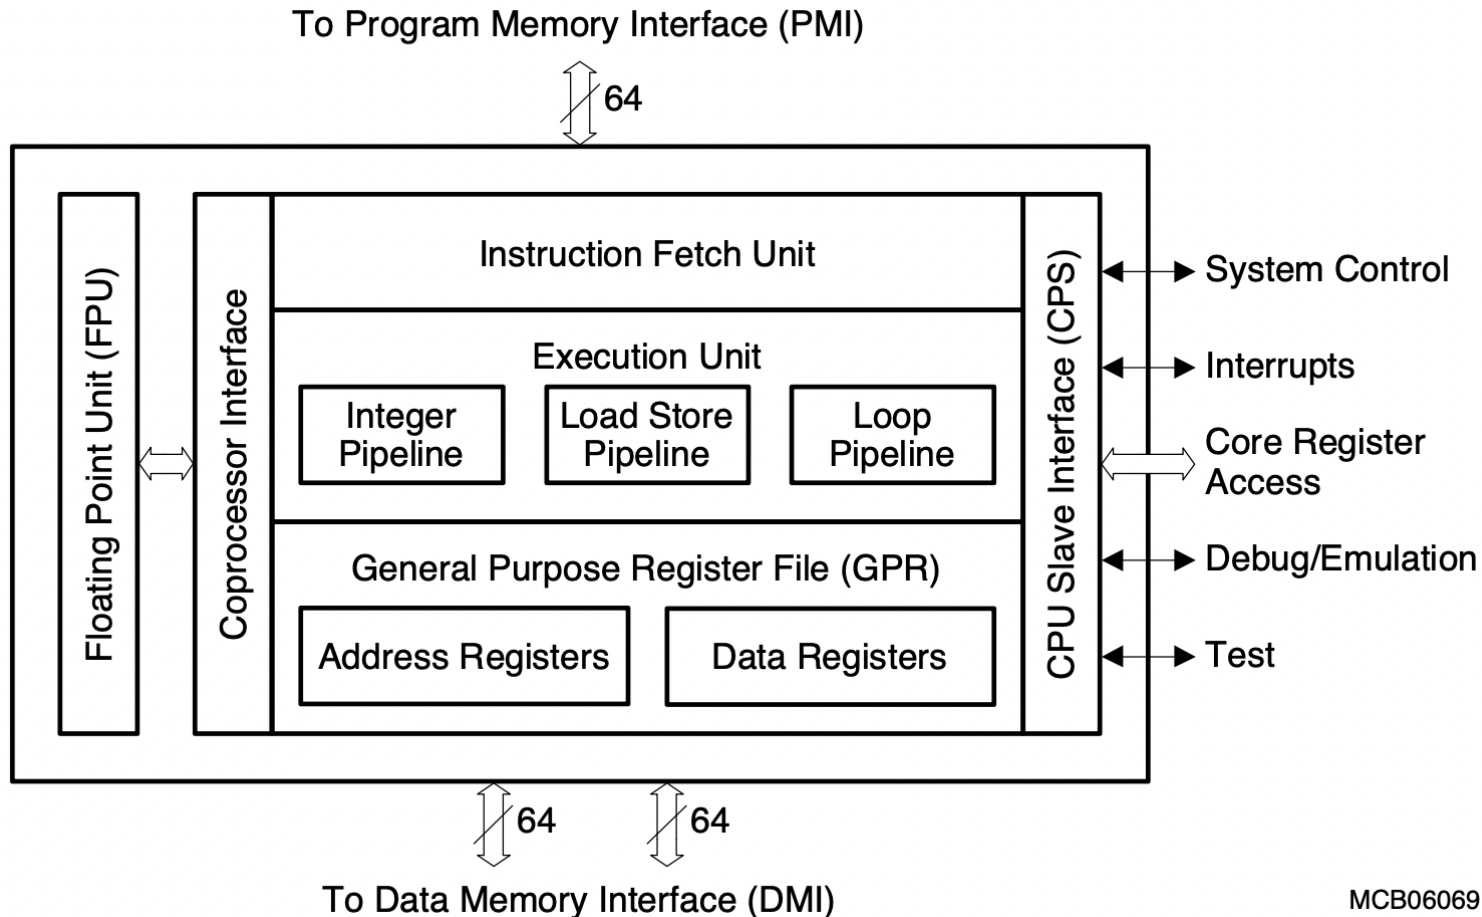 To Program Memory Interface (PMI)
64
Floating Point Unit (FPU)
Coprocessor Interface
Instruction Fetch Unit
Execution Unit
Integer
Pipeline
Load Store
Pipeline
Loop
Pipeline
General Purpose Register File (GPR)
Address Registers
Data Registers
CPU Slave Interface (CPS)
System Control
Interrupts
Core Register
Access
Debug/Emulation
Test
64
64
To Data Memory Interface (DMI)
MCB06069